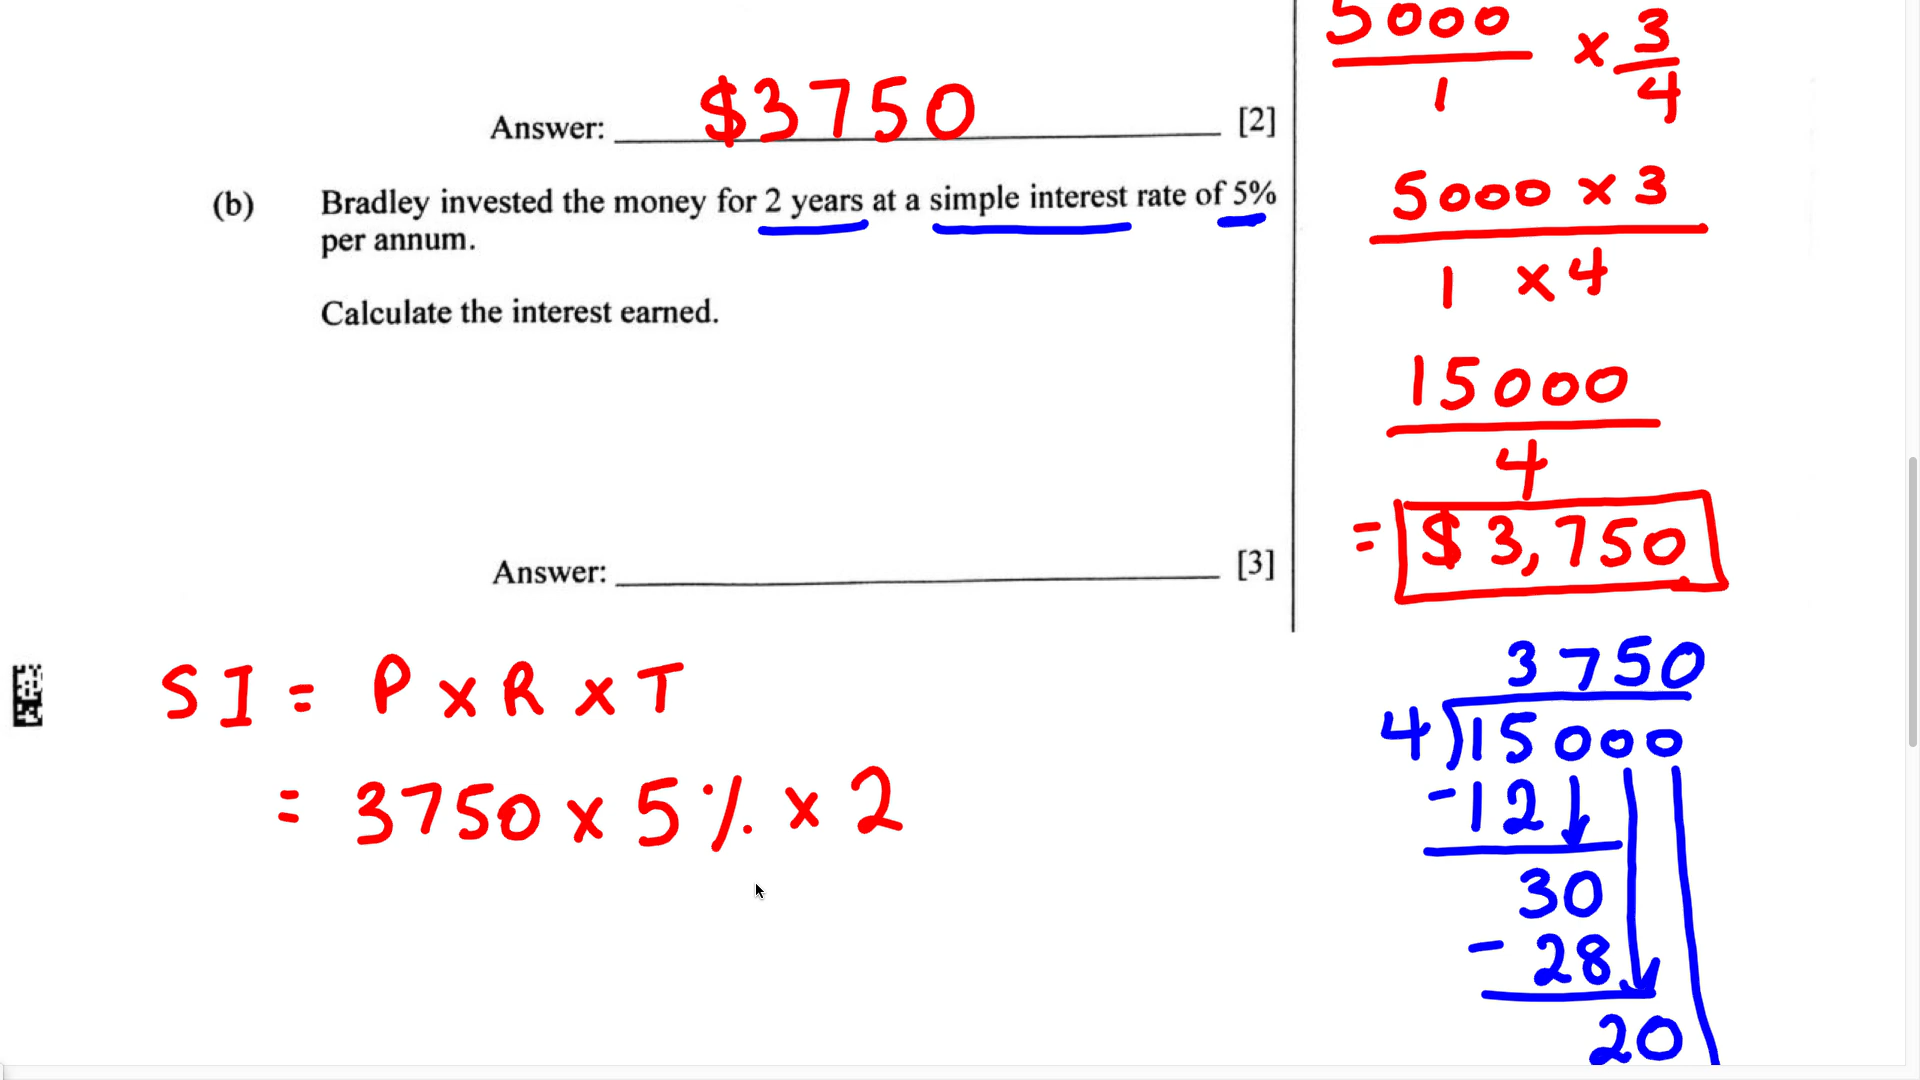 Answer: $3750 [2]
(b) Bradley invested the money for 2 years at a simple interest rate of 5%
per annum.
Calculate the interest earned.
Answer: [3]
SI = P x R x T
= 3750 x 5% x 2
5000 x 3
1 4
5000 x 3
1 x 4
15000
4
= $3,750
3750
4)15000
-12
30
-28
20